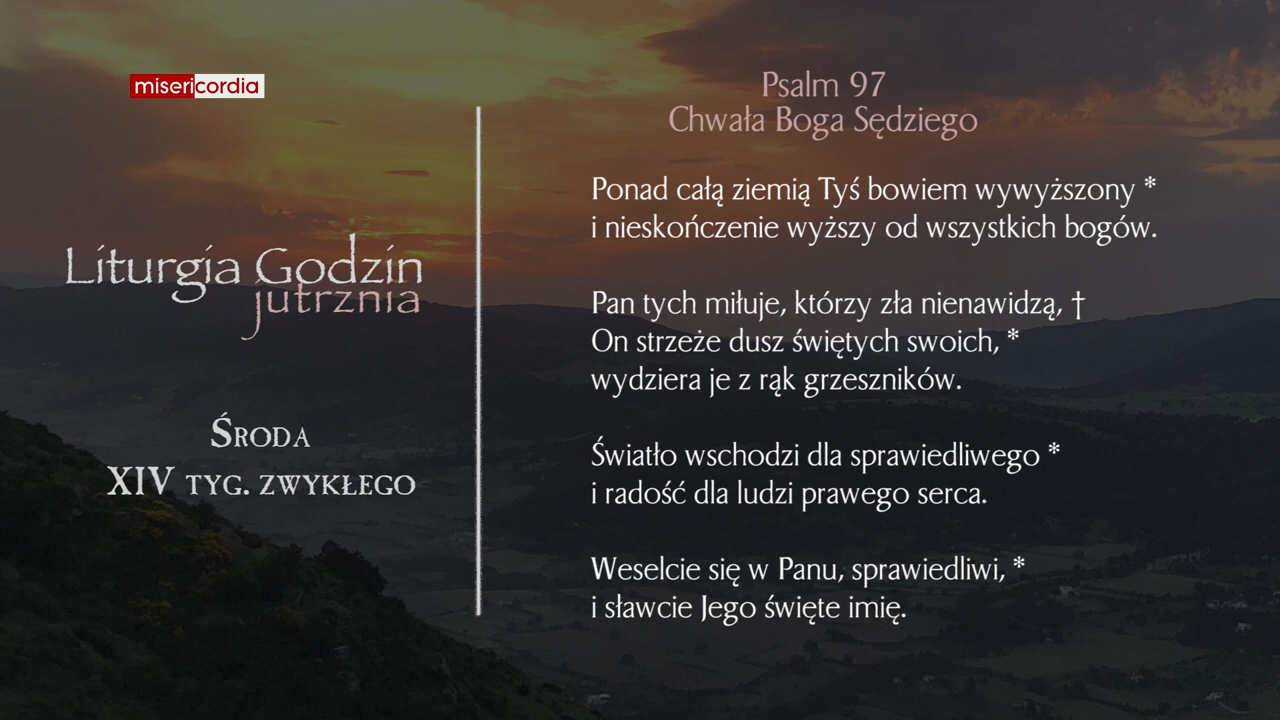 misericordia
Liturgia Godzin
jutrznia
Środa
XIV tyg. zwykłego
Psalm 97
Chwała Boga Sędziego
Ponad całą ziemią Tyś bowiem wywyższony *
i nieskończenie wyższy od wszystkich bogów.
Pan tych miłuje, którzy zła nienawidzą, †
On strzeże dusz świętych swoich, *
wydziera je z rąk grzeszników.
Światło wschodzi dla sprawiedliwego *
i radość dla ludzi prawego serca.
Weselcie się w Panu, sprawiedliwi, *
i sławcie Jego święte imię.